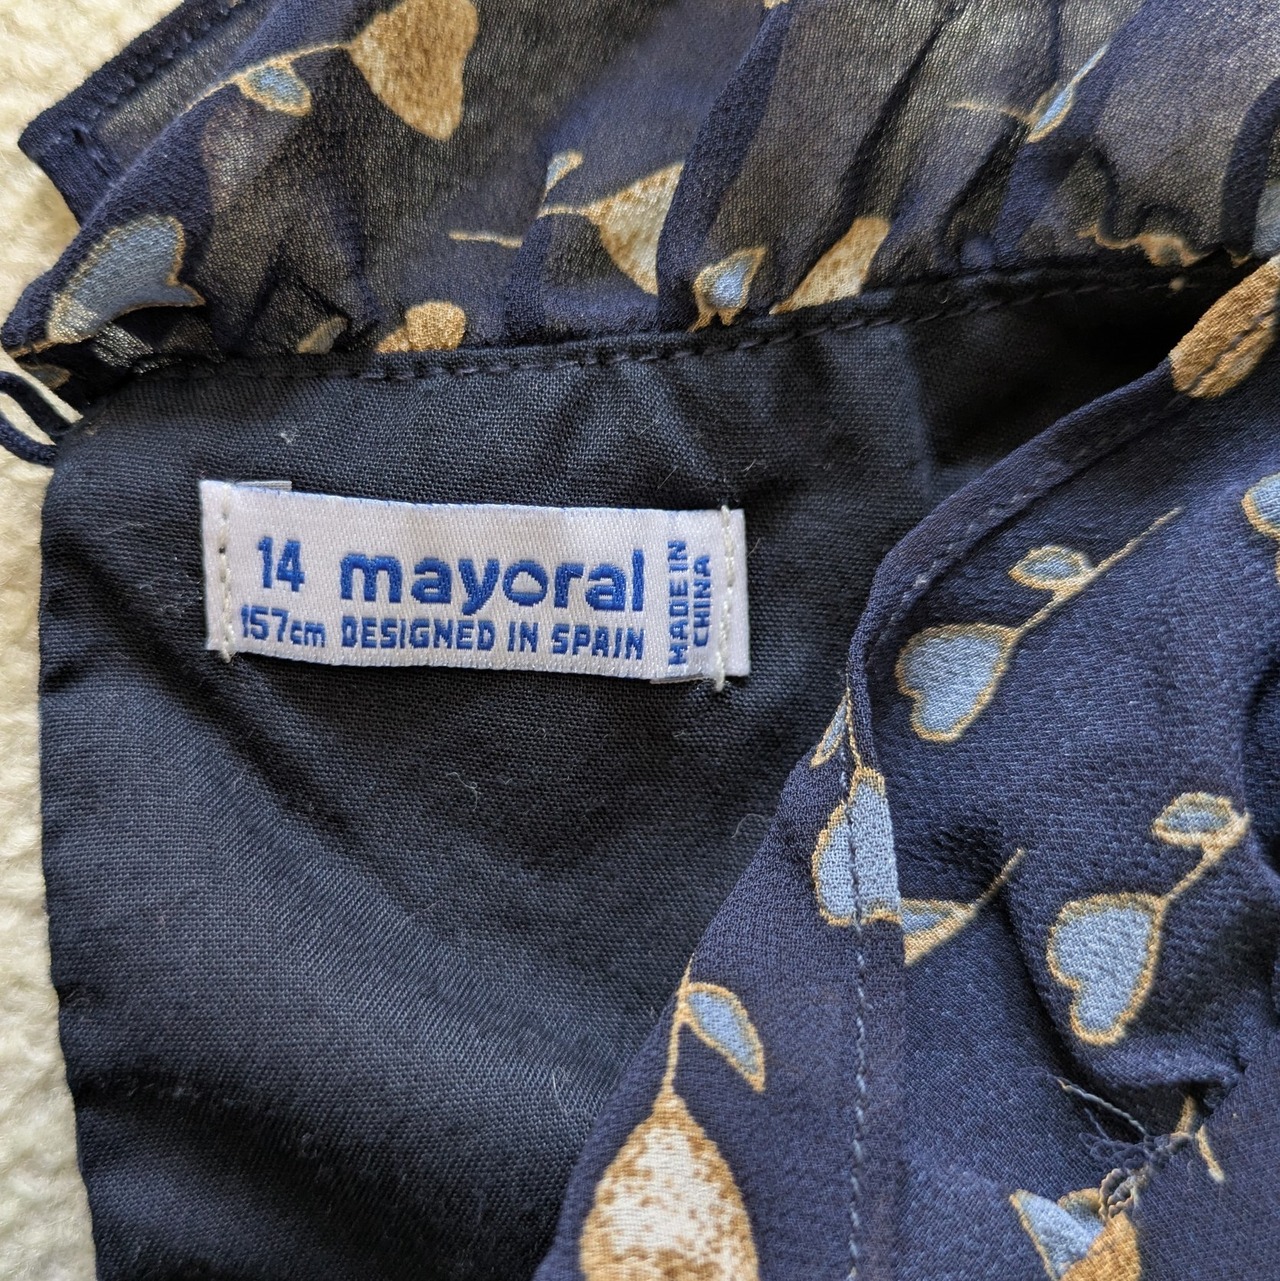 14 mayoral
157cm DESIGNED IN SPAIN
MADE IN
CHINA